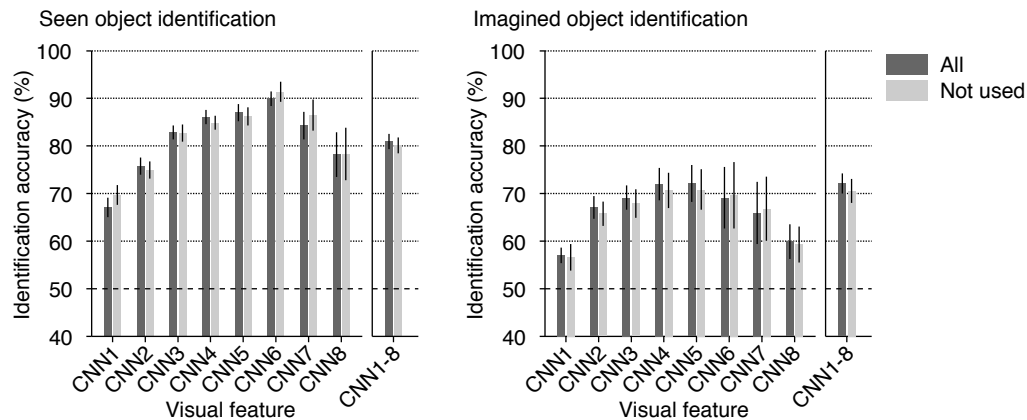 Seen object identification
Identification accuracy (%)
100
90
80
70
60
50
40
CNN1
CNN2
CNN3
CNN4
CNN5
CNN6
CNN7
CNN8
CNN1-8
Visual feature
Imagined object identification
Identification accuracy (%)
100
90
80
70
60
50
40
CNN1
CNN2
CNN3
CNN4
CNN5
CNN6
CNN7
CNN8
CNN1-8
Visual feature
All
Not used